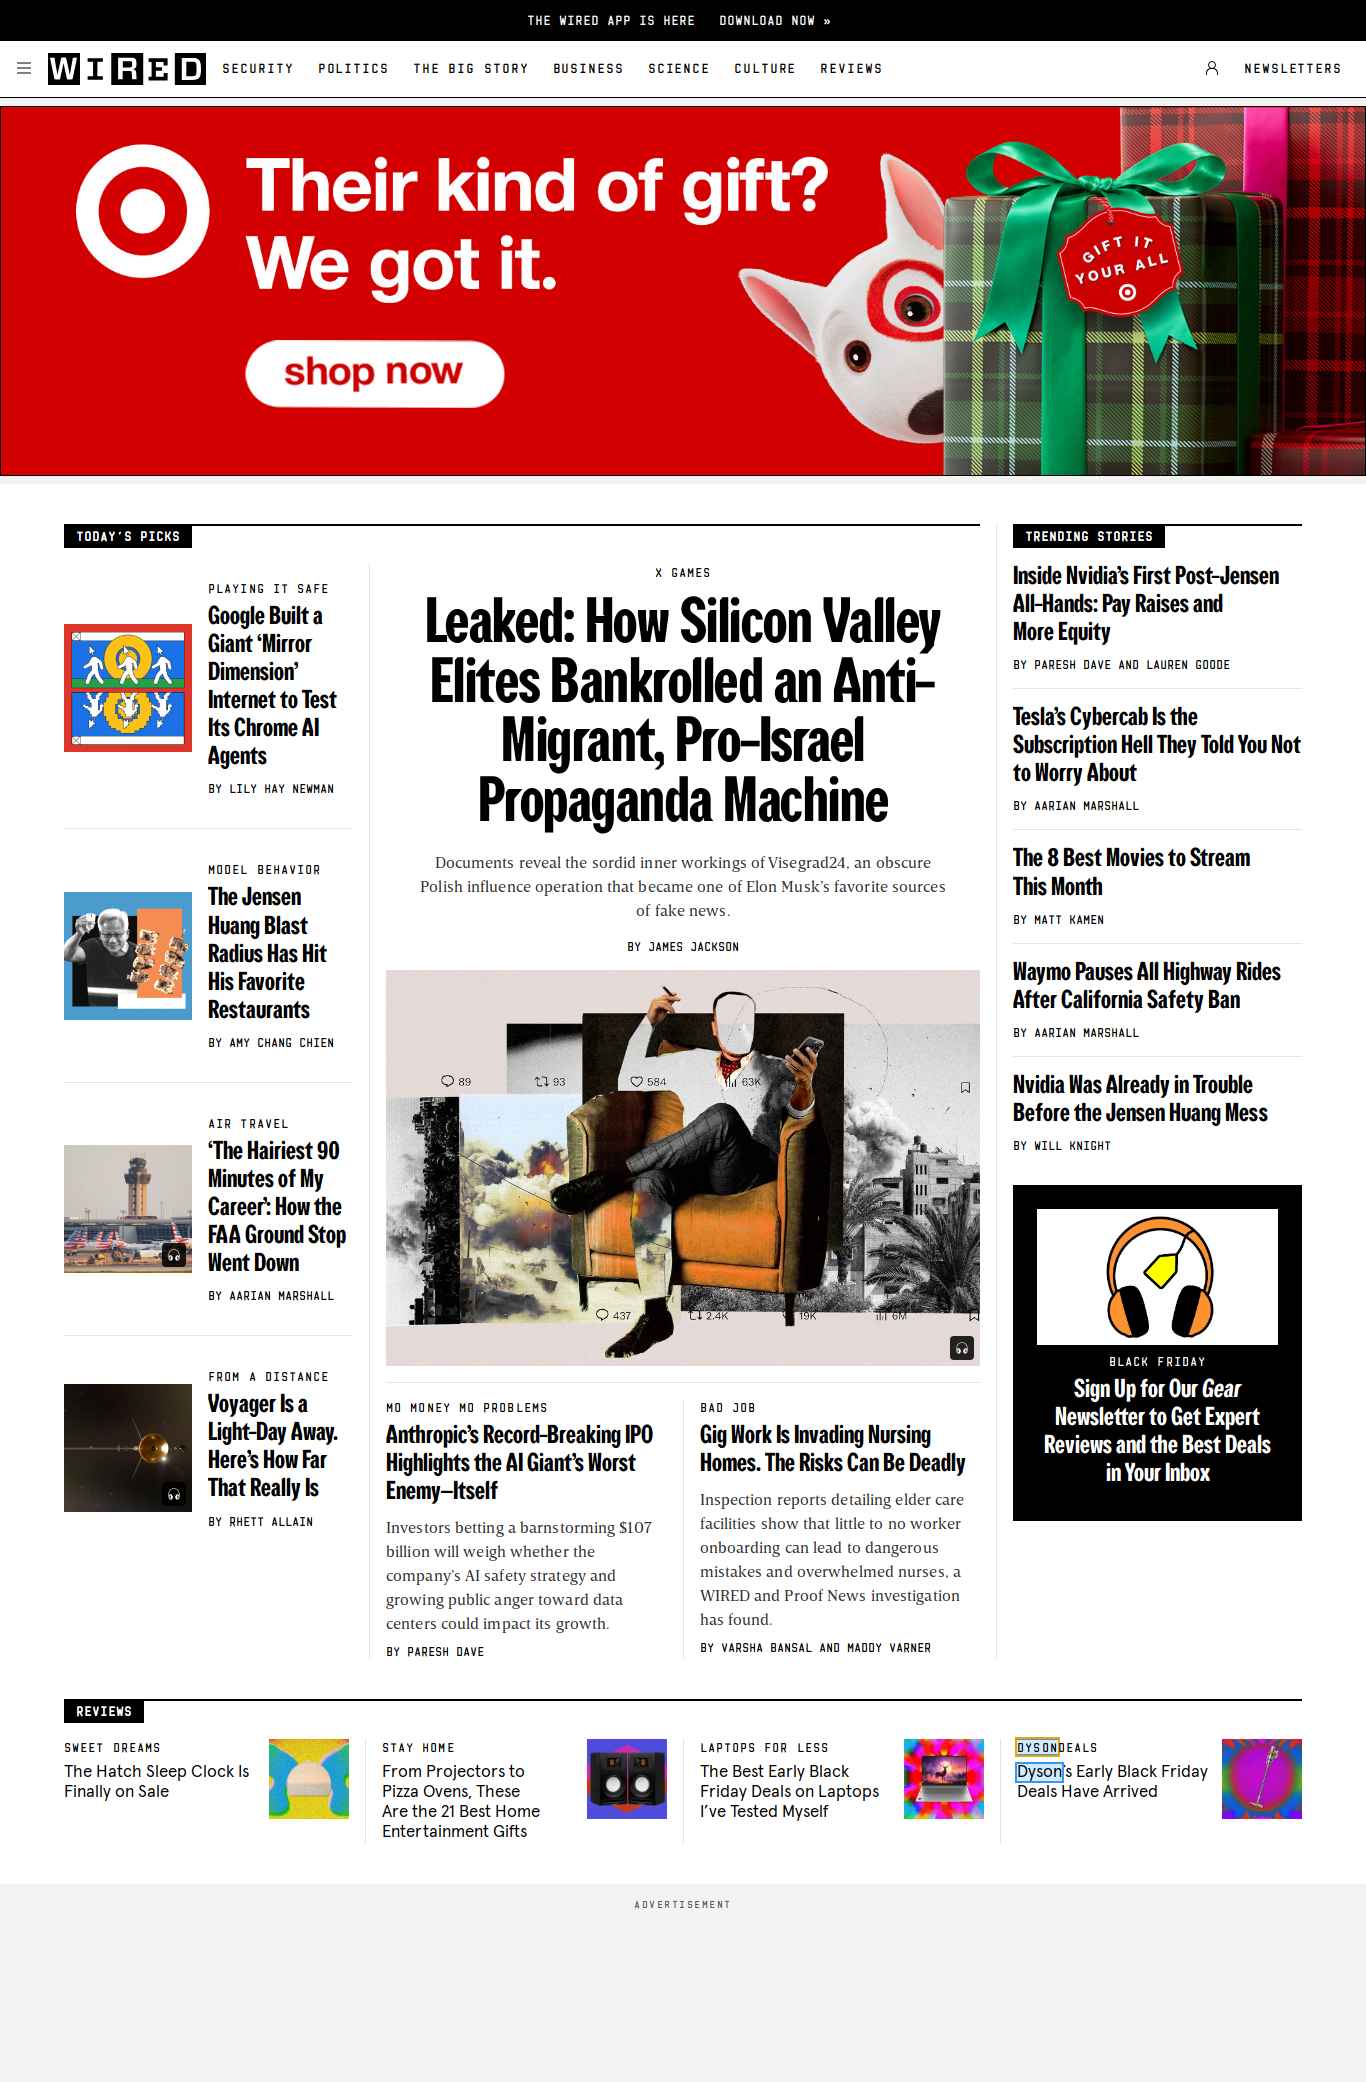 THE WIRED APP IS HERE DOWNLOAD NOW »
WIRED SECURITY POLITICS THE BIG STORY BUSINESS SCIENCE CULTURE REVIEWS NEWSLETTERS
Their kind of gift?
We got it.
shop now
GIFT IT
YOUR ALL
TODAY'S PICKS
PLAYING IT SAFE
Google Built a
Giant ‘Mirror
Dimension’
Internet to Test
Its Chrome AI
Agents
BY LILY HAY NEWMAN
MODEL BEHAVIOR
The Jensen
Huang Blast
Radius Has Hit
His Favorite
Restaurants
BY AMY CHANG CHIEN
AIR TRAVEL
‘The Hairiest 90
Minutes of My
Career’: How the
FAA Ground Stop
Went Down
BY AARIAN MARSHALL
FROM A DISTANCE
Voyager Is a
Light-Day Away.
Here’s How Far
That Really Is
BY RHETT ALLAIN
X GAMES
Leaked: How Silicon Valley
Elites Bankrolled an Anti-
Migrant, Pro-Israel
Propaganda Machine
Documents reveal the sordid inner workings of Visegrad24, an obscure
Polish influence operation that became one of Elon Musk’s favorite sources
of fake news.
BY JAMES JACKSON
89 93 584 63K
437 2.4K 19K 6M
MO MONEY MO PROBLEMS
Anthropic’s Record-Breaking IPO
Highlights the AI Giant’s Worst
Enemy—Itself
Investors betting a barnstorming $107
billion will weigh whether the
company’s AI safety strategy and
growing public anger toward data
centers could impact its growth.
BY PARESH DAVE
BAD JOB
Gig Work Is Invading Nursing
Homes. The Risks Can Be Deadly
Inspection reports detailing elder care
facilities show that little to no worker
onboarding can lead to dangerous
mistakes and overwhelmed nurses, a
WIRED and Proof News investigation
has found.
BY VARSHA BANSAL AND MADDY VARNER
TRENDING STORIES
Inside Nvidia’s First Post-Jensen
All-Hands: Pay Raises and
More Equity
BY PARESH DAVE AND LAUREN GOODE
Tesla’s Cybercab Is the
Subscription Hell They Told You Not
to Worry About
BY AARIAN MARSHALL
The 8 Best Movies to Stream
This Month
BY MATT KAMEN
Waymo Pauses All Highway Rides
After California Safety Ban
BY AARIAN MARSHALL
Nvidia Was Already in Trouble
Before the Jensen Huang Mess
BY WILL KNIGHT
BLACK FRIDAY
Sign Up for Our Gear
Newsletter to Get Expert
Reviews and the Best Deals
in Your Inbox
REVIEWS
SWEET DREAMS
The Hatch Sleep Clock Is
Finally on Sale
STAY HOME
From Projectors to
Pizza Ovens, These
Are the 21 Best Home
Entertainment Gifts
LAPTOPS FOR LESS
The Best Early Black
Friday Deals on Laptops
I’ve Tested Myself
DYSON DEALS
Dyson’s Early Black Friday
Deals Have Arrived
ADVERTISEMENT